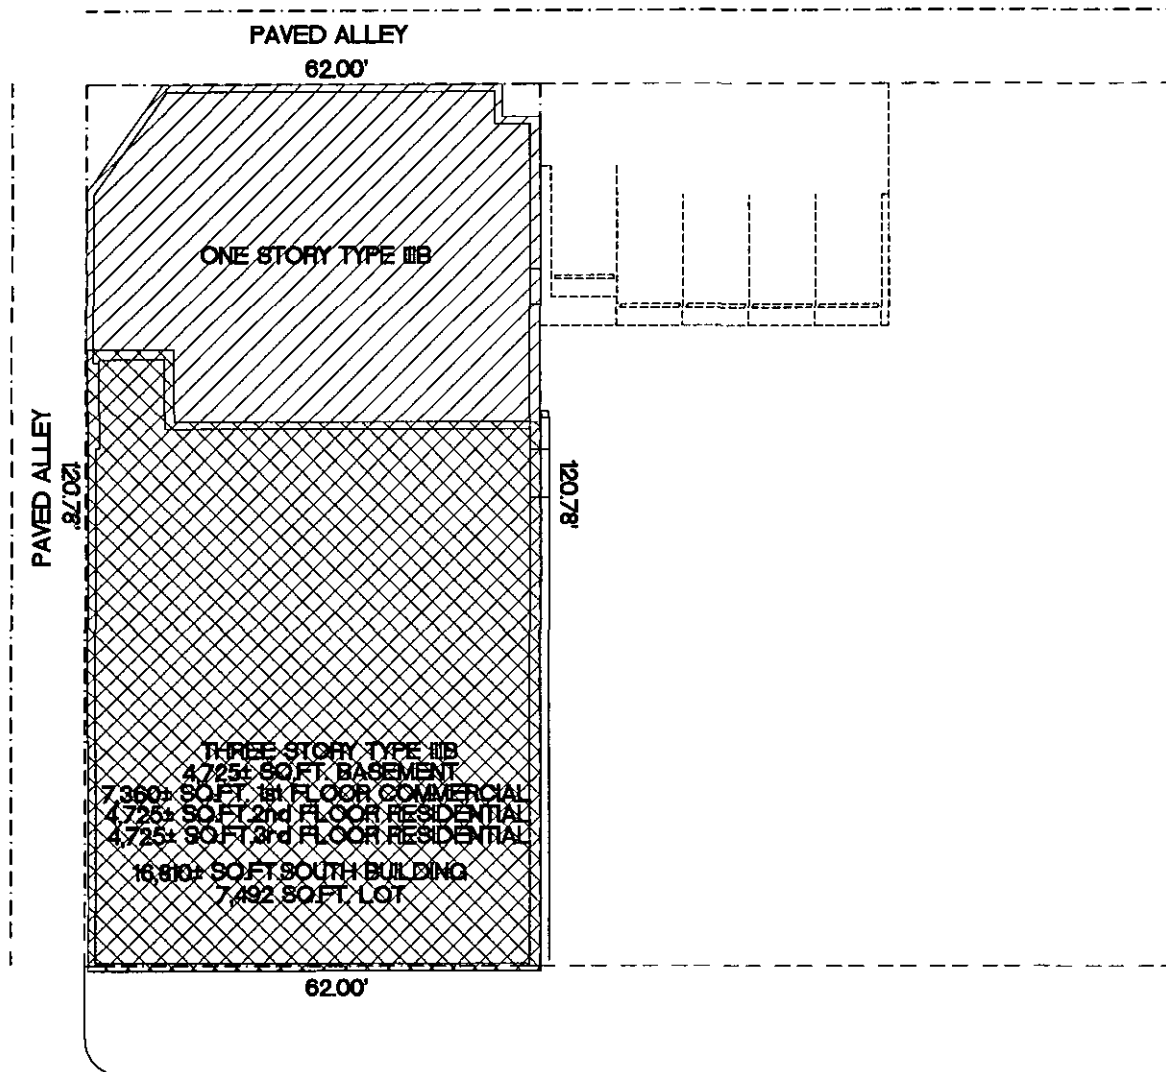 PAVED ALLEY
62.00'
ONE STORY TYPE IIIB
PAVED ALLEY
120.78'
120.78'
THREE STORY TYPE IIIB
4,725± SQ.FT. BASEMENT
7,360± SQ.FT. 1st FLOOR COMMERCIAL
4,725± SQ.FT. 2nd FLOOR RESIDENTIAL
4,725± SQ.FT. 3rd FLOOR RESIDENTIAL
16,810± SQ.FT. SOUTH BUILDING
7,492 SQ.FT. LOT
62.00'